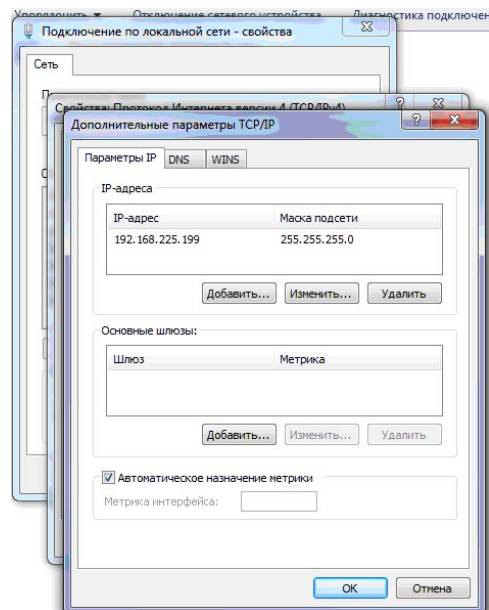 Упорядочить Отключение сетевого устройства Диагностика подключен
Подключение по локальной сети - свойства
Сеть
Свойства: Протокол Интернета версии 4 (TCP/IPv4)
Дополнительные параметры TCP/IP
Параметры IP DNS WINS
IP-адреса
IP-адрес Маска подсети
192.168.225.199 255.255.255.0
Добавить... Изменить... Удалить
Основные шлюзы:
Шлюз Метрика
Добавить... Изменить... Удалить
Автоматическое назначение метрики
Метрика интерфейса:
OK Отмена